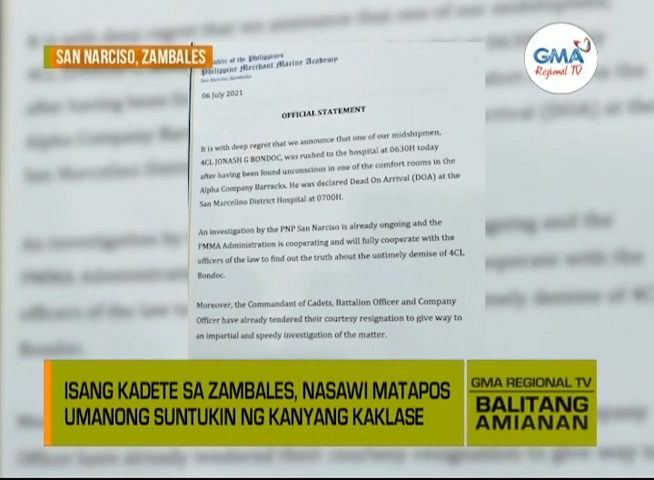 SAN NARCISO, ZAMBALES
GMA
Regional TV
of the Philippines
Philippine Merchant Marine Academy
San Narciso, Zambales
06 July 2021
OFFICIAL STATEMENT
It is with deep regret that we announce that one of our midshipmen,
4CL JONASH G BONDOC, was rushed to the hospital at 0630H today
after having been found unconscious in one of the comfort rooms in the
Alpha Company Barracks. He was declared Dead On Arrival (DOA) at the
San Marcelino District Hospital at 0700H.
An investigation by the PNP San Narciso is already ongoing and the
PMMA Administration is cooperating and will fully cooperate with the
officers of the law to find out the truth about the untimely demise of 4CL
Bondoc.
Moreover, the Commandant of Cadets, Battalion Officer and Company
Officer have already tendered their courtesy resignation to give way to
an impartial and speedy investigation of the matter.
ISANG KADETE SA ZAMBALES, NASAWI MATAPOS
UMANONG SUNTUKIN NG KANYANG KAKLASE
GMA REGIONAL TV
BALITANG
AMIANAN